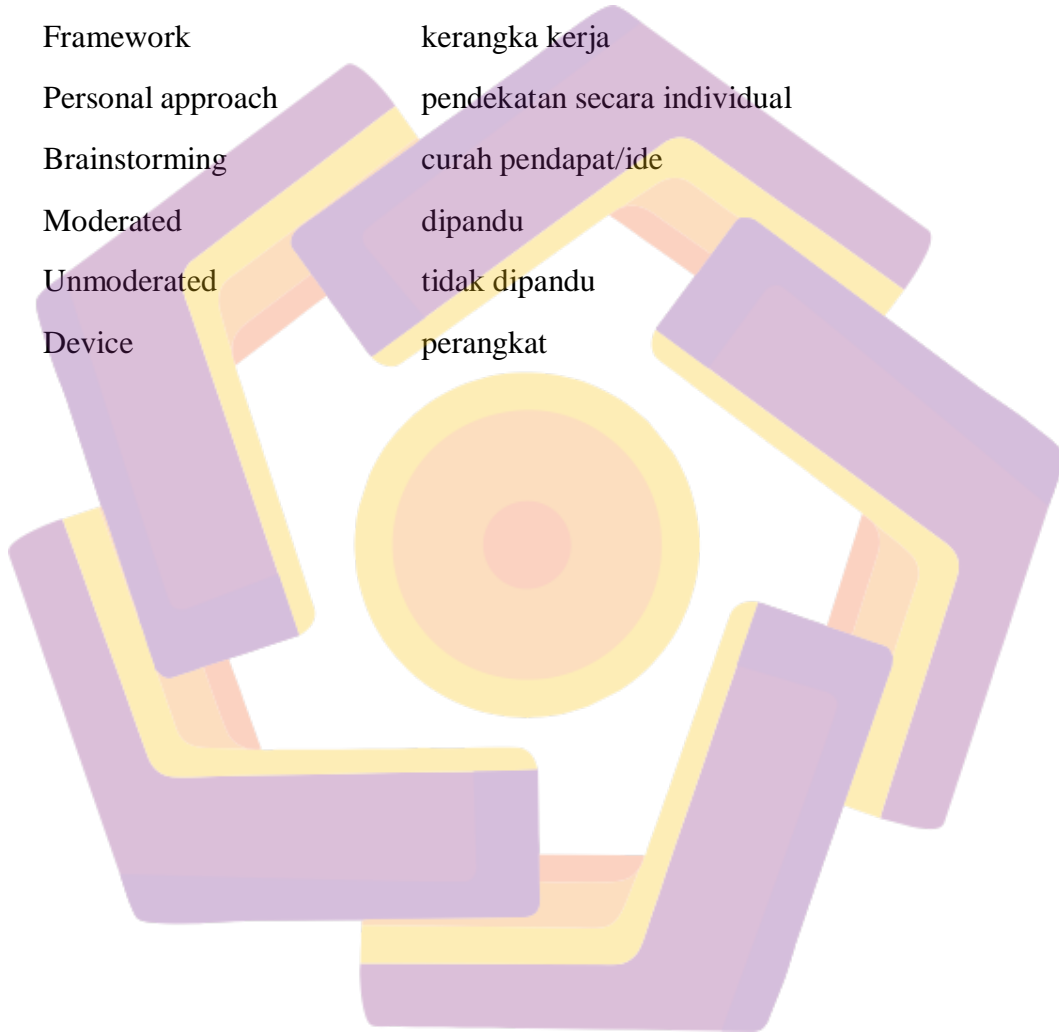 Framework kerangka kerja
Personal approach pendekatan secara individual
Brainstorming curah pendapat/ide
Moderated dipandu
Unmoderated tidak dipandu
Device perangkat